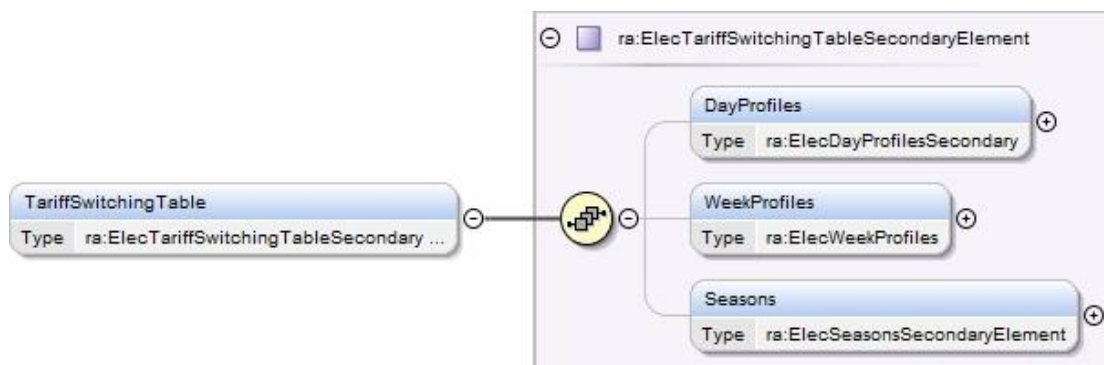 ra:ElecTariffSwitchingTableSecondaryElement
DayProfiles
Type ra:ElecDayProfilesSecondary
TariffSwitchingTable
Type ra:ElecTariffSwitchingTableSecondary ...
WeekProfiles
Type ra:ElecWeekProfiles
Seasons
Type ra:ElecSeasonsSecondaryElement